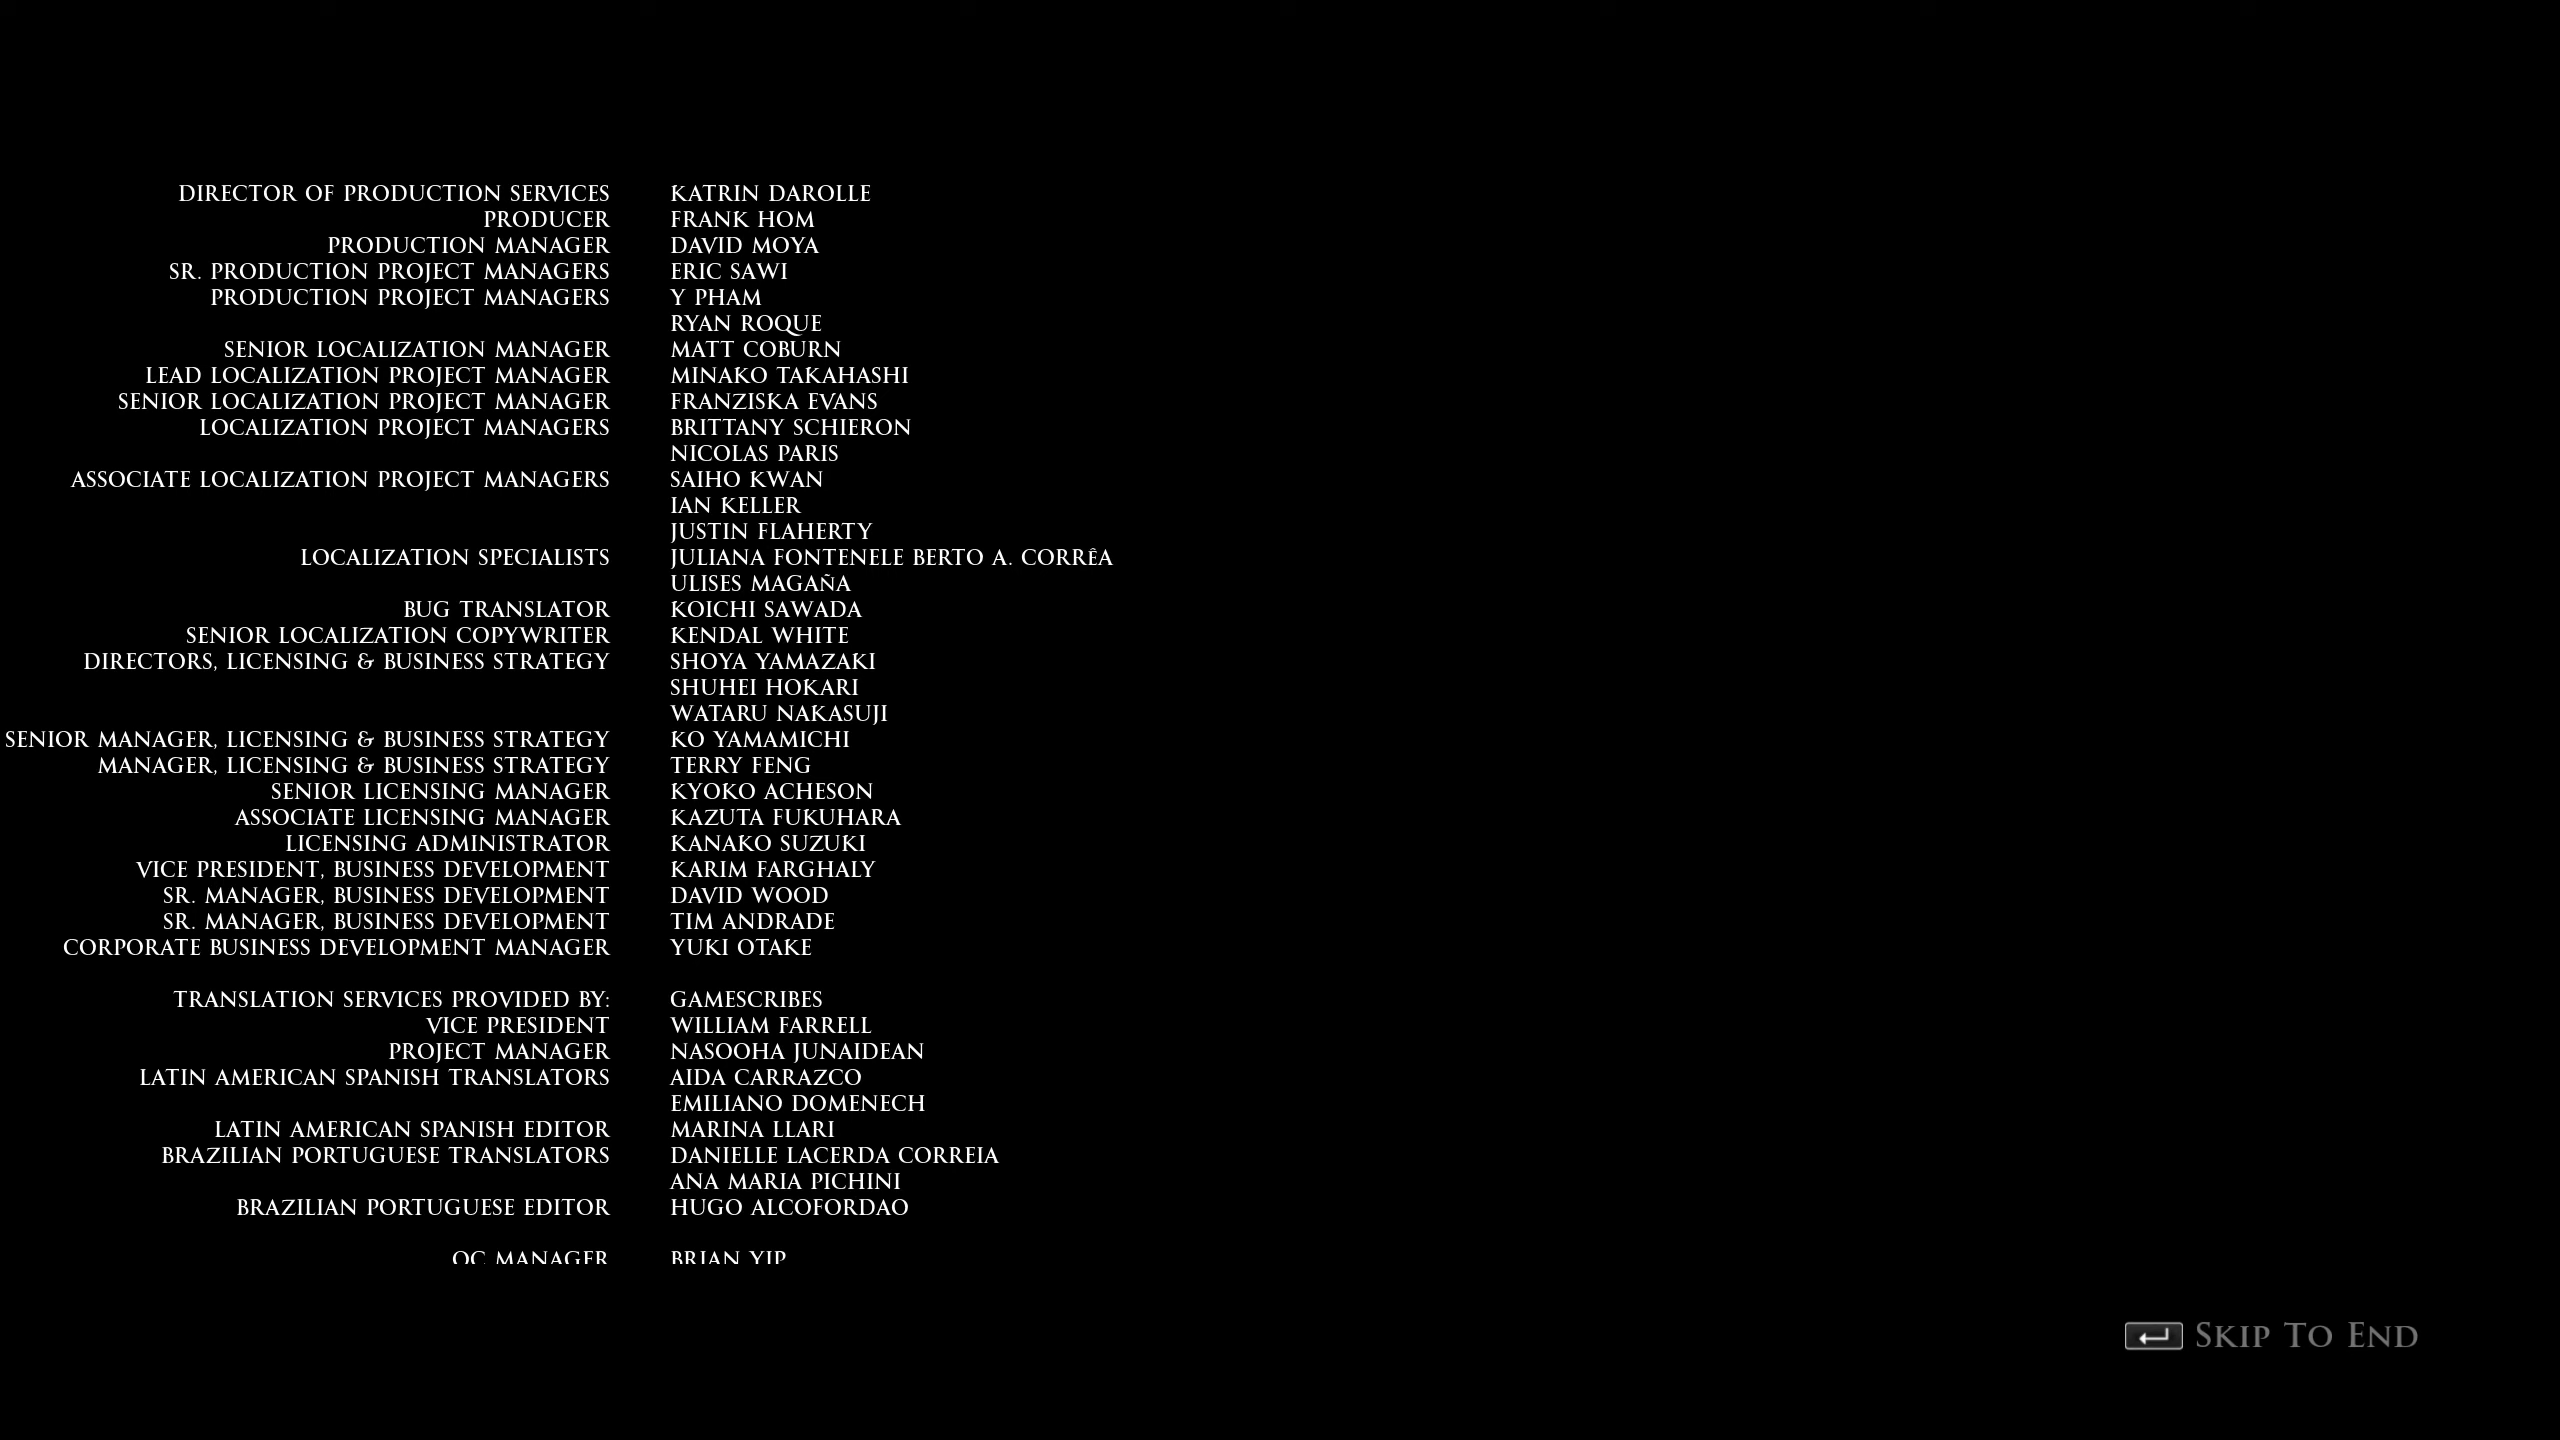 DIRECTOR OF PRODUCTION SERVICES KATRIN DAROLLE
PRODUCER FRANK HOM
PRODUCTION MANAGER DAVID MOYA
SR. PRODUCTION PROJECT MANAGERS ERIC SAWI
PRODUCTION PROJECT MANAGERS Y PHAM
RYAN ROQUE
SENIOR LOCALIZATION MANAGER MATT COBURN
LEAD LOCALIZATION PROJECT MANAGER MINAKO TAKAHASHI
SENIOR LOCALIZATION PROJECT MANAGER FRANZISKA EVANS
LOCALIZATION PROJECT MANAGERS BRITTANY SCHIERON
NICOLAS PARIS
ASSOCIATE LOCALIZATION PROJECT MANAGERS SAIHO KWAN
IAN KELLER
JUSTIN FLAHERTY
LOCALIZATION SPECIALISTS JULIANA FONTENELE BERTO A. CORRÊA
ULISES MAGAÑA
BUG TRANSLATOR KOICHI SAWADA
SENIOR LOCALIZATION COPYWRITER KENDAL WHITE
DIRECTORS, LICENSING & BUSINESS STRATEGY SHOYA YAMAZAKI
SHUHEI HOKARI
WATARU NAKASUJI
SENIOR MANAGER, LICENSING & BUSINESS STRATEGY KO YAMAMICHI
MANAGER, LICENSING & BUSINESS STRATEGY TERRY FENG
SENIOR LICENSING MANAGER KYOKO ACHESON
ASSOCIATE LICENSING MANAGER KAZUTA FUKUHARA
LICENSING ADMINISTRATOR KANAKO SUZUKI
VICE PRESIDENT, BUSINESS DEVELOPMENT KARIM FARGHALY
SR. MANAGER, BUSINESS DEVELOPMENT DAVID WOOD
SR. MANAGER, BUSINESS DEVELOPMENT TIM ANDRADE
CORPORATE BUSINESS DEVELOPMENT MANAGER YUKI OTAKE
TRANSLATION SERVICES PROVIDED BY: GAMESCRIBES
VICE PRESIDENT WILLIAM FARRELL
PROJECT MANAGER NASOOHA JUNAIDEAN
LATIN AMERICAN SPANISH TRANSLATORS AIDA CARRAZCO
EMILIANO DOMENECH
LATIN AMERICAN SPANISH EDITOR MARINA LLARI
BRAZILIAN PORTUGUESE TRANSLATORS DANIELLE LACERDA CORREIA
ANA MARIA PICHINI
BRAZILIAN PORTUGUESE EDITOR HUGO ALCOFORDAO
QC MANAGER BRIAN YIP
SKIP TO END